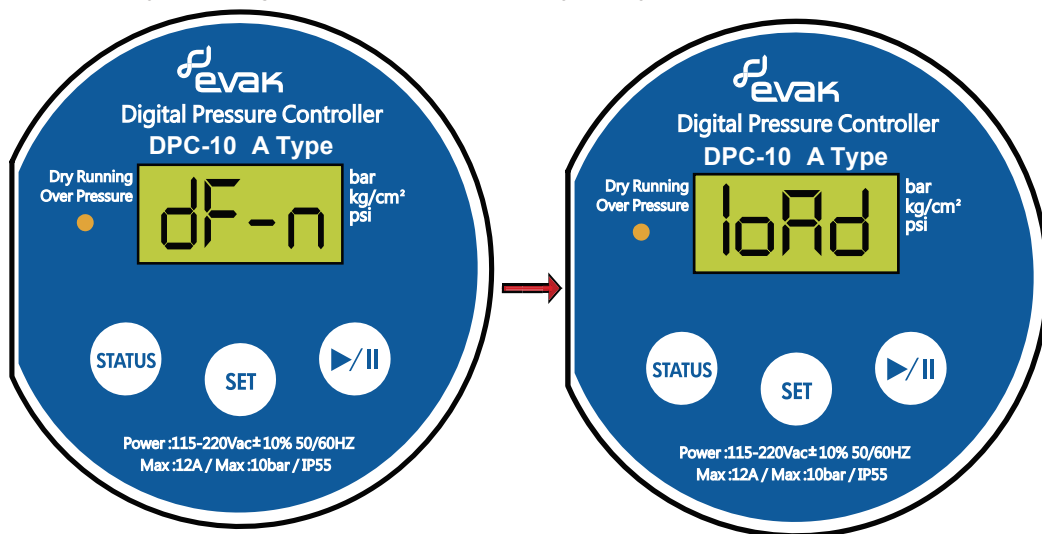 evak
Digital Pressure Controller
DPC-10 A Type
Dry Running
Over Pressure
dF-n
bar
kg/cm²
psi
STATUS
SET
▶/II
Power :115-220Vac±10% 50/60HZ
Max :12A / Max :10bar / IP55
evak
Digital Pressure Controller
DPC-10 A Type
Dry Running
Over Pressure
loAd
bar
kg/cm²
psi
STATUS
SET
▶/II
Power :115-220Vac±10% 50/60HZ
Max :12A / Max :10bar / IP55